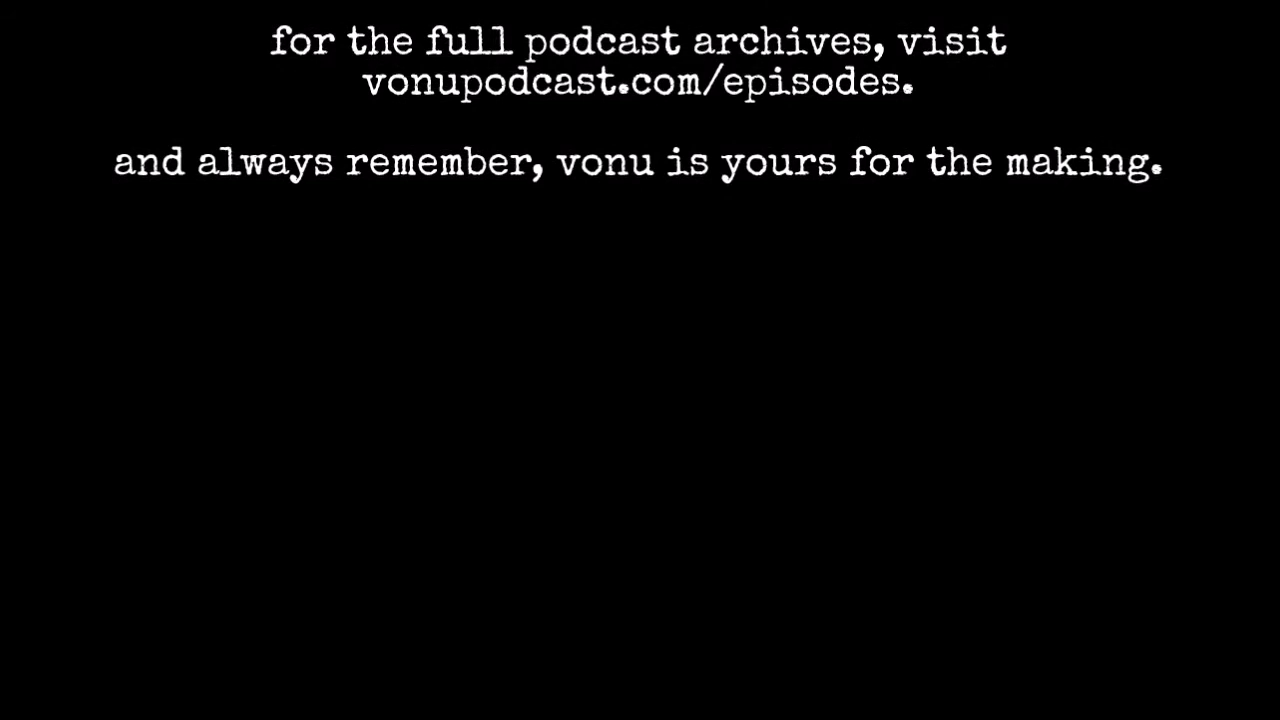 for the full podcast archives, visit
vonupodcast.com/episodes.
and always remember, vonu is yours for the making.